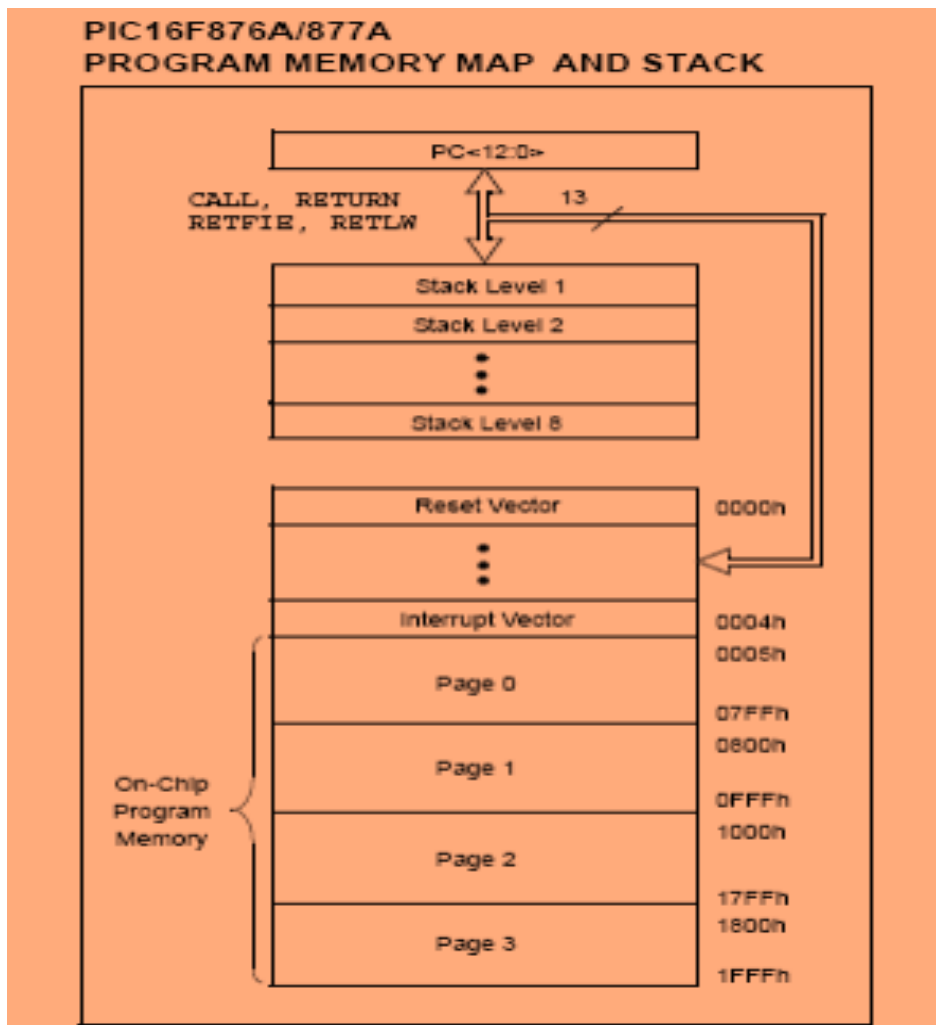 PIC16F876A/877A
PROGRAM MEMORY MAP AND STACK
PC<12:0>
CALL, RETURN
RETFIE, RETLW
13
Stack Level 1
Stack Level 2
Stack Level 8
Reset Vector
0000h
Interrupt Vector
0004h
0005h
Page 0
07FFh
0800h
Page 1
On-Chip
Program
Memory
0FFFh
1000h
Page 2
17FFh
1800h
Page 3
1FFFh